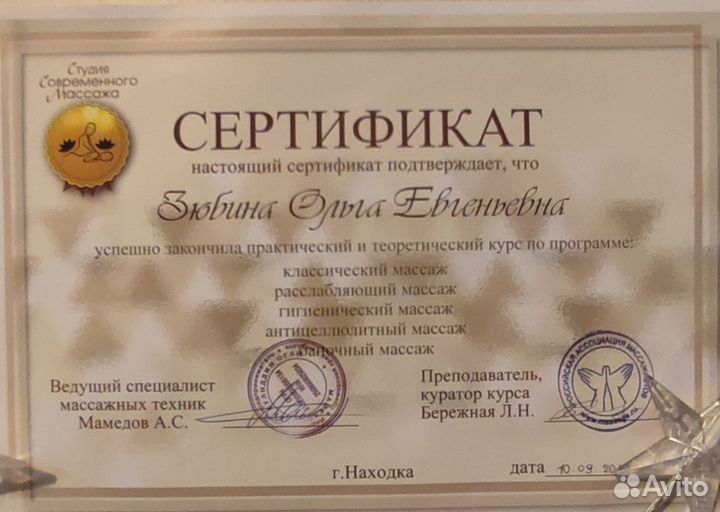 Студия
Современного
Массажа
СЕРТИФИКАТ
настоящий сертификат подтверждает, что
Зюбина Ольга Евгеньевна
успешно закончила практический и теоретический курс по программе:
классический массаж
расслабляющий массаж
гигиенический массаж
антицеллюлитный массаж
баночный массаж
Ведущий специалист
массажных техник
Мамедов А.С.
Преподаватель,
куратор курса
Бережная Л.Н.
г.Находка
дата 10.09
Avito